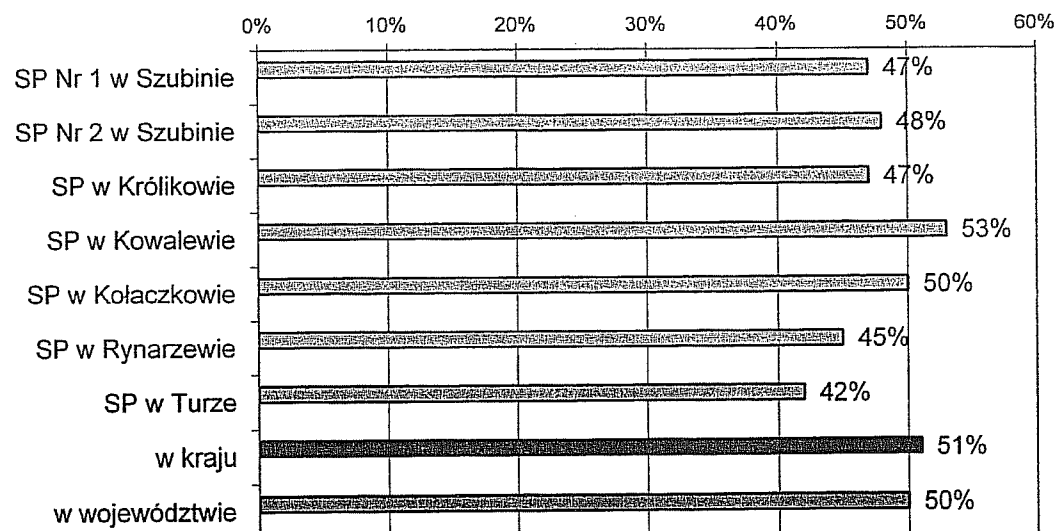 0% 10% 20% 30% 40% 50% 60%
SP Nr 1 w Szubinie 47%
SP Nr 2 w Szubinie 48%
SP w Królikowie 47%
SP w Kowalewie 53%
SP w Kołaczkowie 50%
SP w Rynarzewie 45%
SP w Turze 42%
w kraju 51%
w województwie 50%